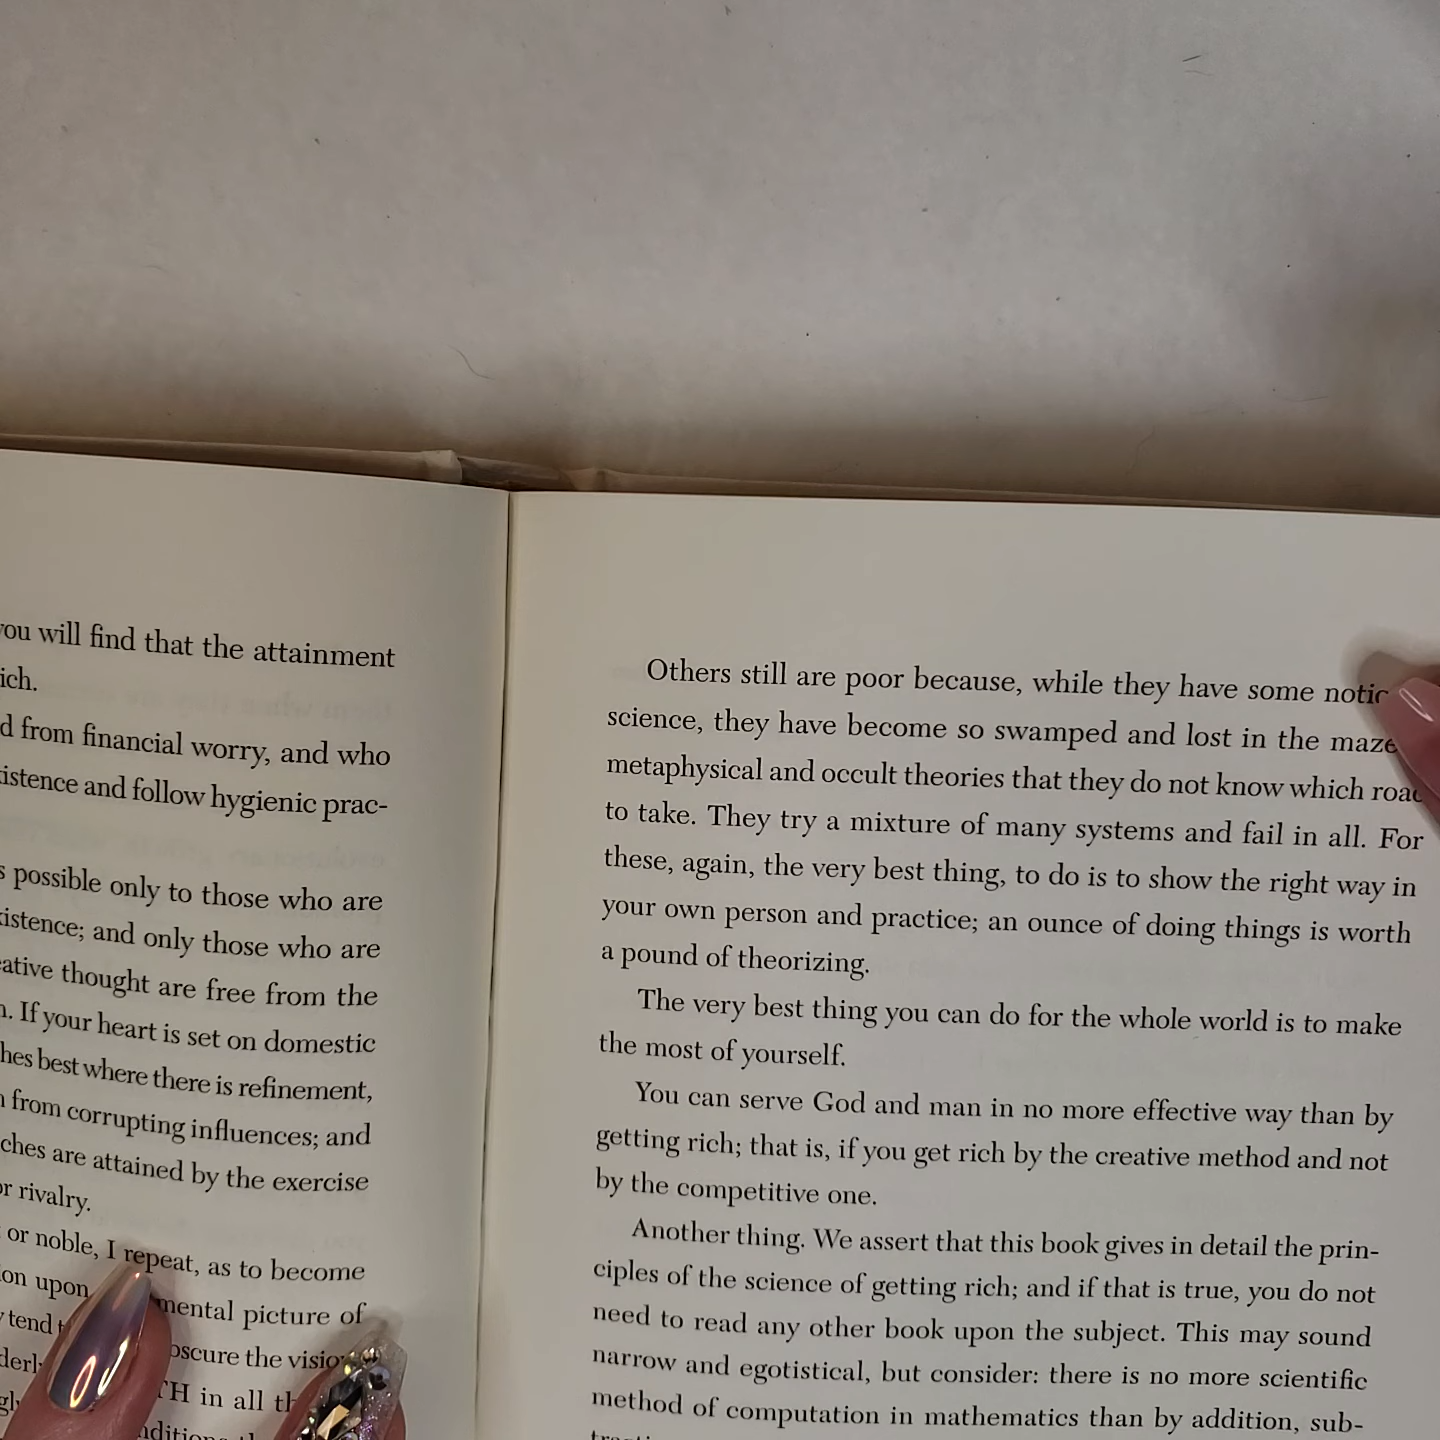 you will find that the attainment
ich.
d from financial worry, and who
istence and follow hygienic prac-
s possible only to those who are
xistence; and only those who are
eative thought are free from the
n. If your heart is set on domestic
hes best where there is refinement,
n from corrupting influences; and
ches are attained by the exercise
or rivalry.
or noble, I repeat, as to become
ion upon mental picture of
y tend
obscure the visio
TH in all th
nditions
Others still are poor because, while they have some notio
science, they have become so swamped and lost in the maze
metaphysical and occult theories that they do not know which road
to take. They try a mixture of many systems and fail in all. For
these, again, the very best thing, to do is to show the right way in
your own person and practice; an ounce of doing things is worth
a pound of theorizing.
The very best thing you can do for the whole world is to make
the most of yourself.
You can serve God and man in no more effective way than by
getting rich; that is, if you get rich by the creative method and not
by the competitive one.
Another thing. We assert that this book gives in detail the prin-
ciples of the science of getting rich; and if that is true, you do not
need to read any other book upon the subject. This may sound
narrow and egotistical, but consider: there is no more scientific
method of computation in mathematics than by addition, sub-